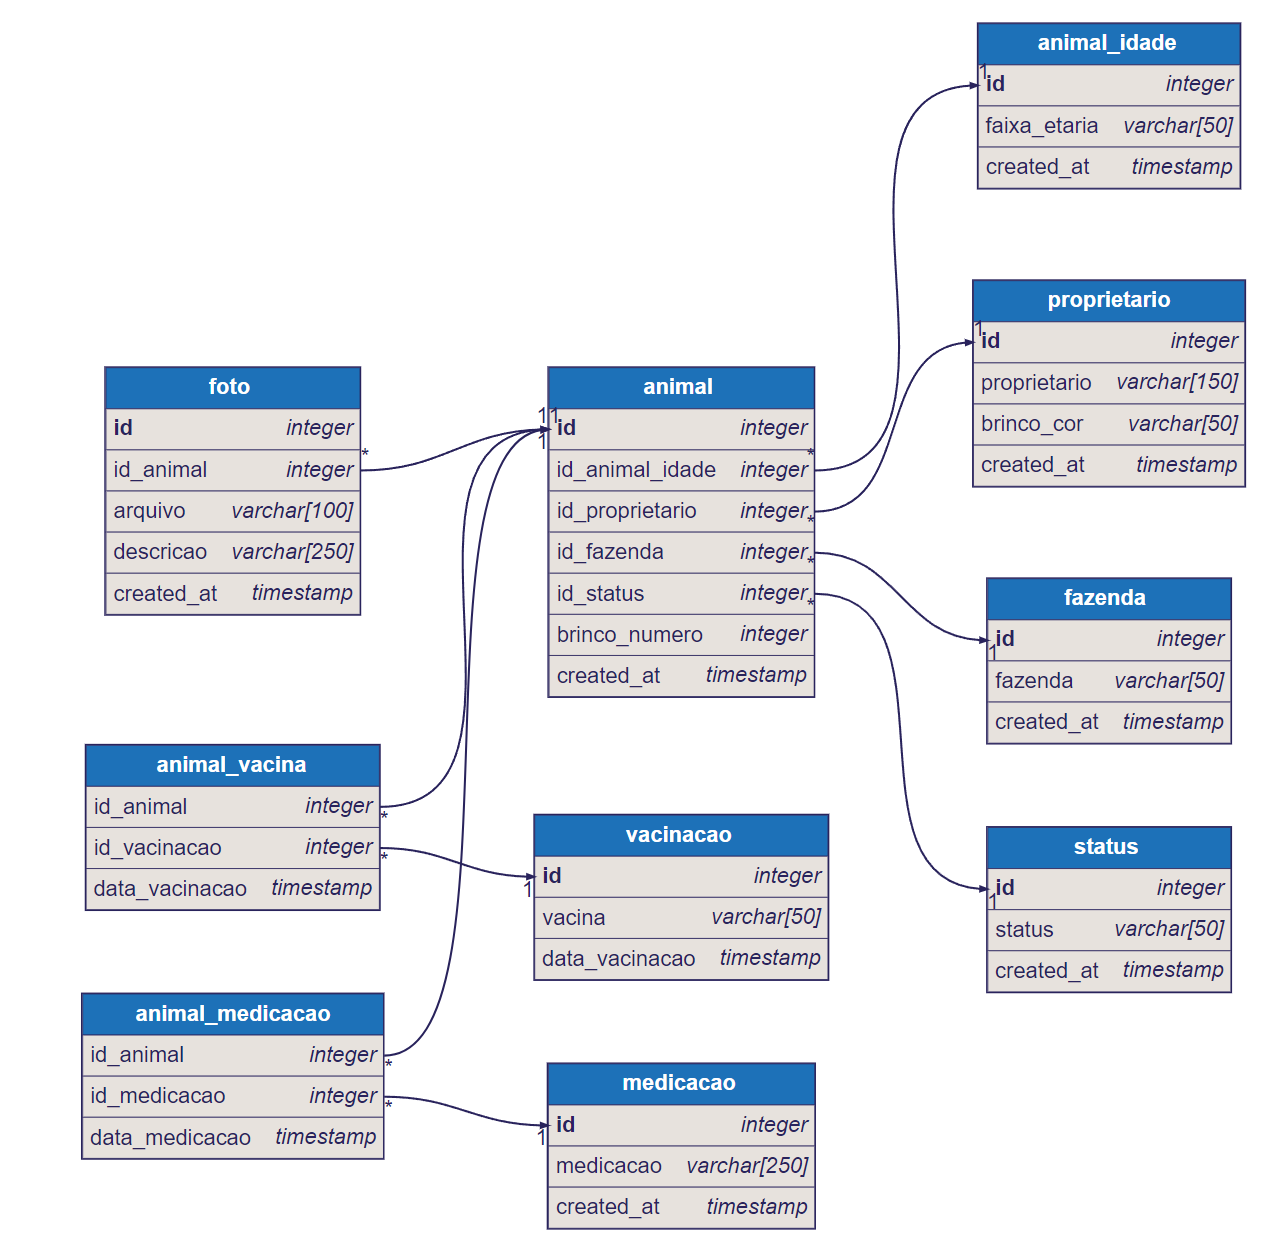 animal_idade
1
id integer
faixa_etaria varchar[50]
created_at timestamp
proprietario
1
id integer
proprietario varchar[150]
brinco_cor varchar[50]
created_at timestamp
foto
id integer
*
id_animal integer
arquivo varchar[100]
descricao varchar[250]
created_at timestamp
animal
1 1
1
id integer
*
id_animal_idade integer
id_proprietario integer
*
id_fazenda integer
*
id_status integer
*
brinco_numero integer
created_at timestamp
fazenda
id integer
1
fazenda varchar[50]
created_at timestamp
animal_vacina
id_animal integer
*
id_vacinacao integer
*
data_vacinacao timestamp
vacinacao
id integer
1
vacina varchar[50]
data_vacinacao timestamp
status
id integer
1
status varchar[50]
created_at timestamp
animal_medicacao
id_animal integer
*
id_medicacao integer
*
data_medicacao timestamp
medicacao
id integer
1
medicacao varchar[250]
created_at timestamp